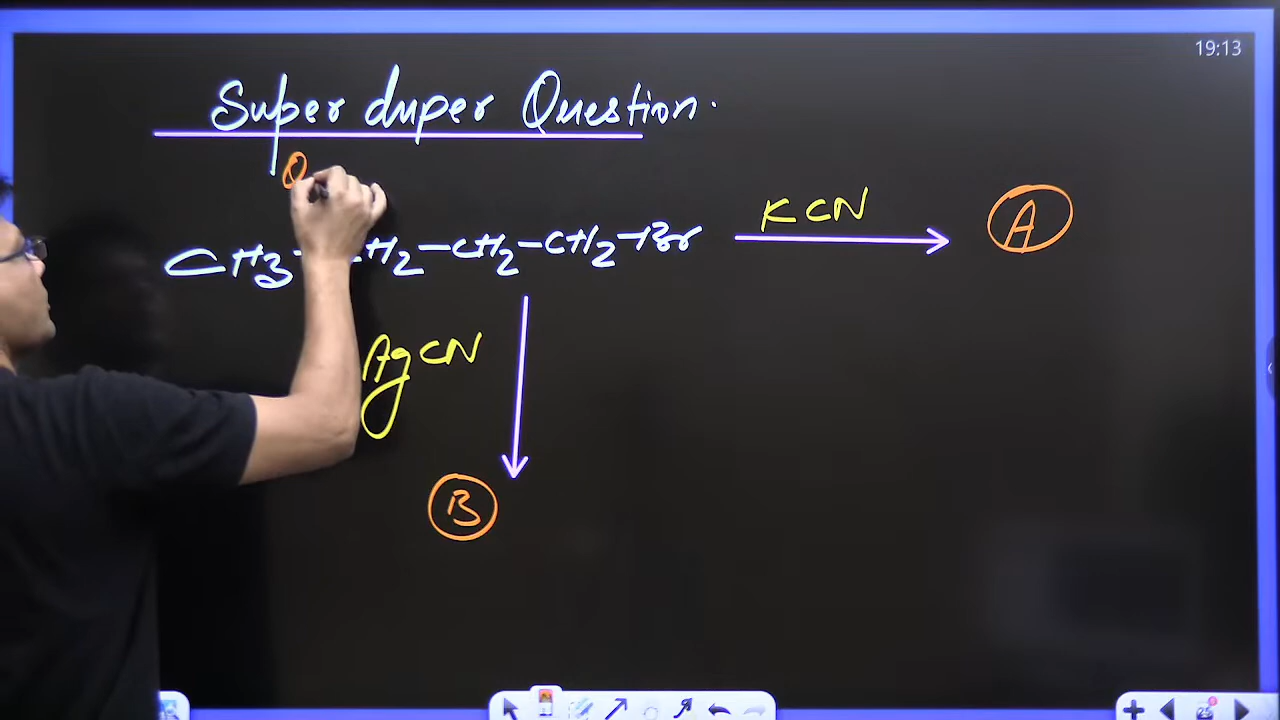 19:13
Super duper Question.
CH3 - H2 - CH2 - CH2 - Br
KCN
A
AgCN
B